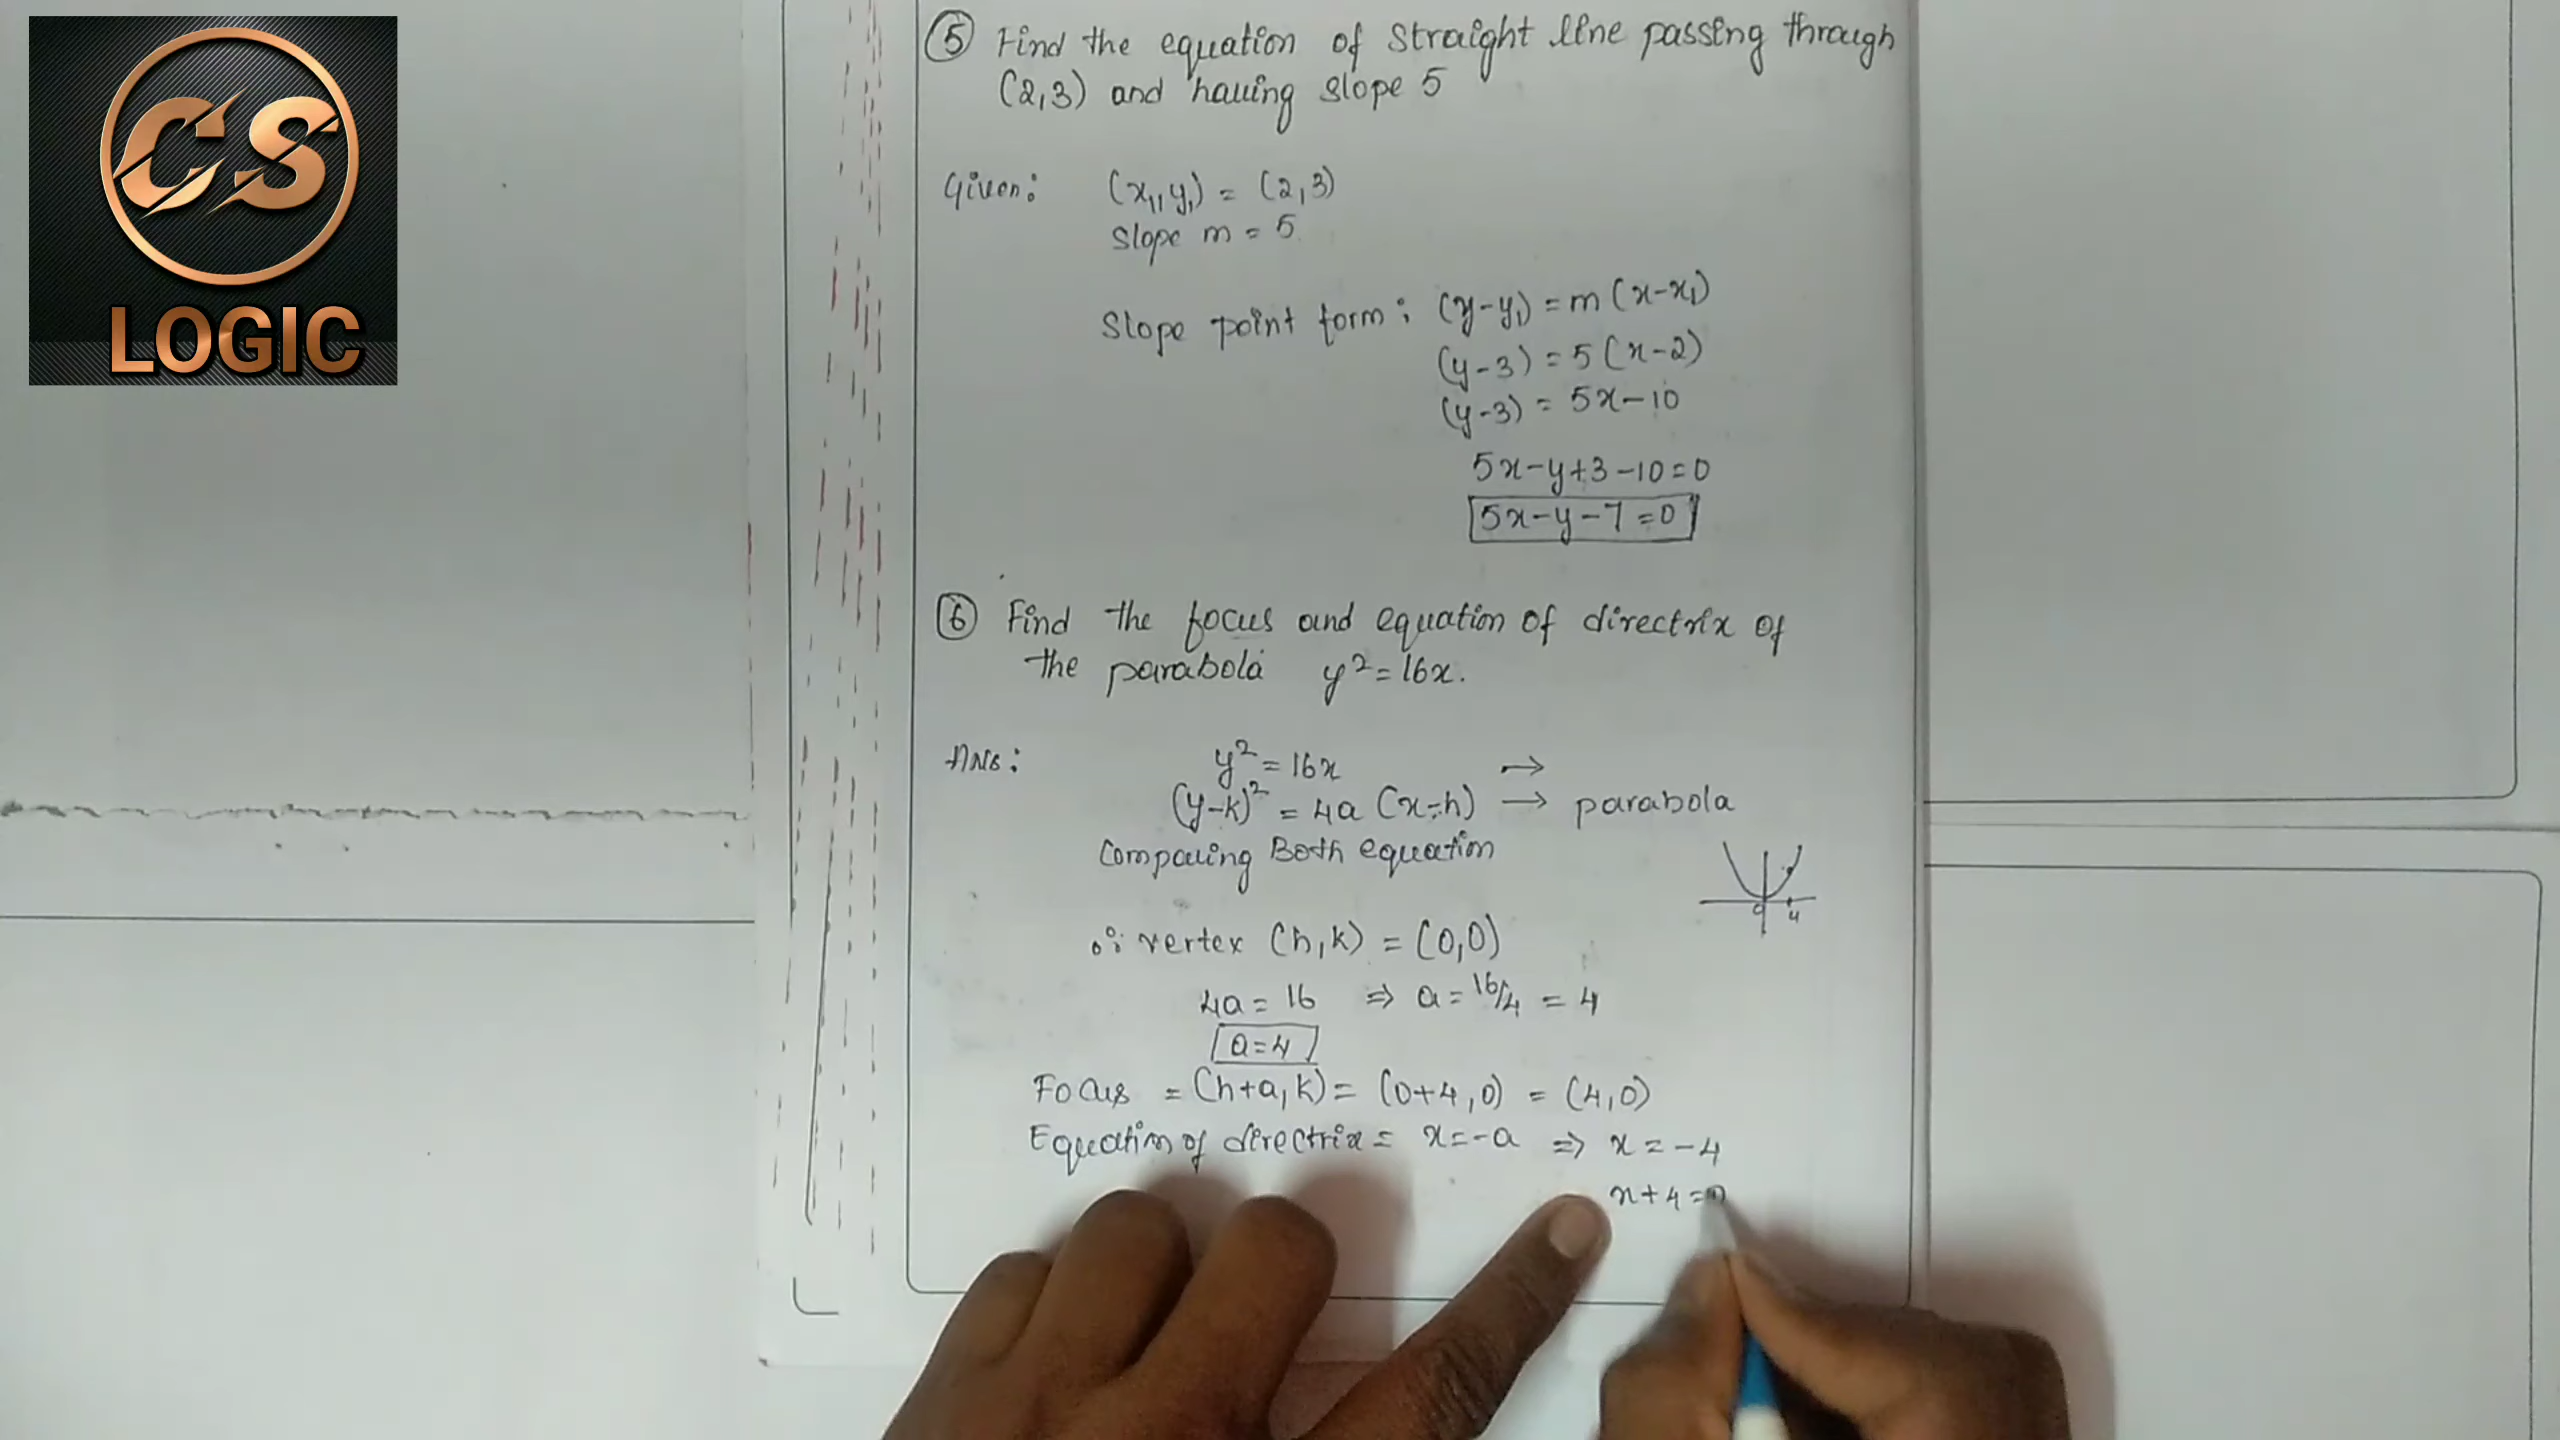 CS
LOGIC
5 Find the equation of straight line passing through
(2,3) and having slope 5
Given: (x₁, y₁) = (2,3)
Slope m = 5
Slope point form: (y-y₁) = m(x-x₁)
(y-3) = 5(x-2)
(y-3) = 5x-10
5x-y+3-10=0
5x-y-7=0
6 Find the focus and equation of directrix of
the parabola y² = 16x.
Ans: y² = 16x →
(y-k)² = 4a (x-h) → parabola
Comparing Both equation
0 4
∴ vertex (h,k) = (0,0)
4a = 16 ⇒ a = 16/4 = 4
a=4
Focus = (h+a, k) = (0+4, 0) = (4,0)
Equation of directrix = x=-a ⇒ x = -4
x+4=0